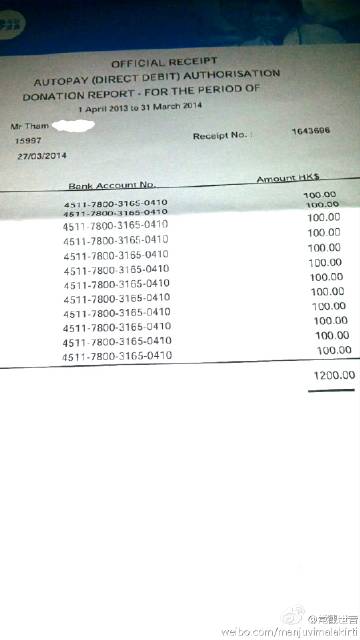 OFFICIAL RECEIPT
AUTOPAY (DIRECT DEBIT) AUTHORISATION
DONATION REPORT - FOR THE PERIOD OF
1 April 2013 to 31 March 2014
Mr Tham
15997 Receipt No. : 1643696
27/03/2014
Bank Account No. Amount HK$
4511-7800-3165-0410 100.00
4511-7800-3165-0410 100.00
4511-7800-3165-0410 100.00
4511-7800-3165-0410 100.00
4511-7800-3165-0410 100.00
4511-7800-3165-0410 100.00
4511-7800-3165-0410 100.00
4511-7800-3165-0410 100.00
4511-7800-3165-0410 100.00
4511-7800-3165-0410 100.00
4511-7800-3165-0410 100.00
4511-7800-3165-0410 100.00
1200.00
@常觀世音
weibo.com/manjuvimalakirti